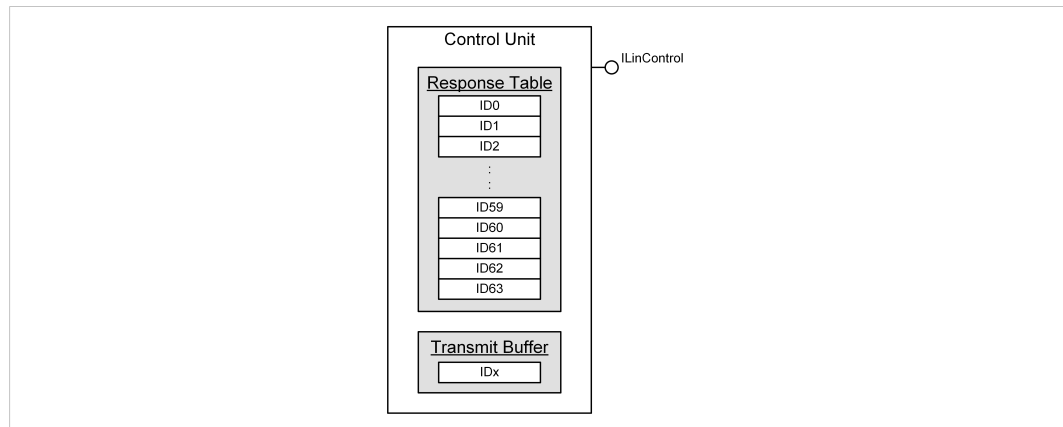 Control Unit
ILinControl
Response Table
ID0
ID1
ID2
:
:
ID59
ID60
ID61
ID62
ID63
Transmit Buffer
IDx